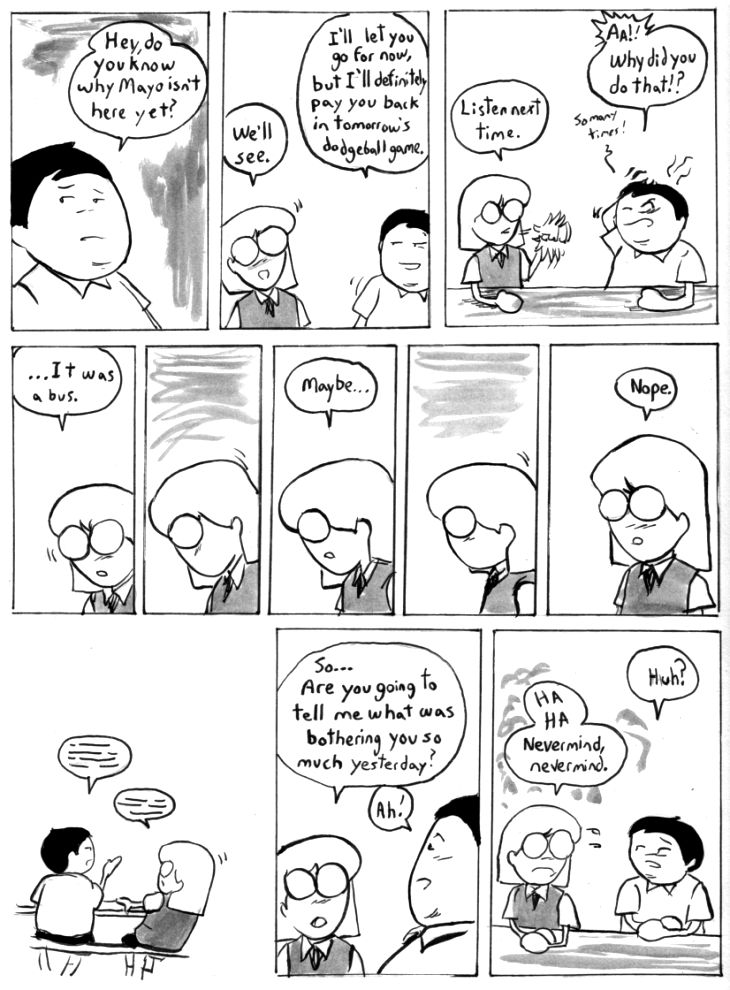 AA!!
Why did you
do that!?
So many
times!
Listen next
time.
I'll let you
go for now,
but I'll definitely
pay you back
in tomorrow's
dodgeball game.
We'll
see.
Hey, do
you know
why Mayo isn't
here yet?
Nope.
Maybe...
...It was
a bus.
Huh?
HA
HA
Nevermind,
nevermind.
So...
Are you going to
tell me what was
bothering you so
much yesterday?
Ah!